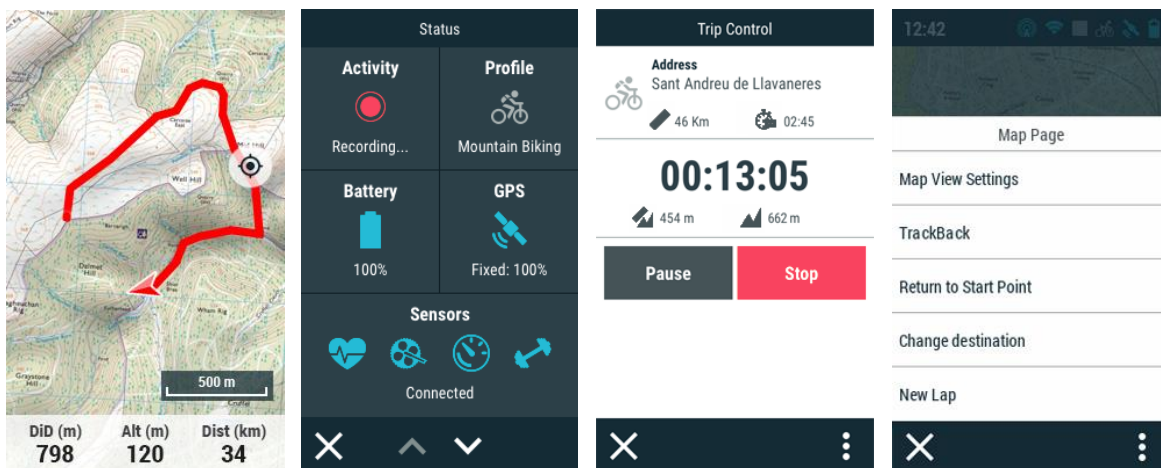 Well Hill
500 m
DiD (m) Alt (m) Dist (km)
798 120 34
Status
Activity Profile
Recording... Mountain Biking
Battery GPS
100% Fixed: 100%
Sensors
Connected
Trip Control
Address
Sant Andreu de Llavaneres
46 Km 02:45
00:13:05
454 m 662 m
Pause Stop
12:42
Map Page
Map View Settings
TrackBack
Return to Start Point
Change destination
New Lap